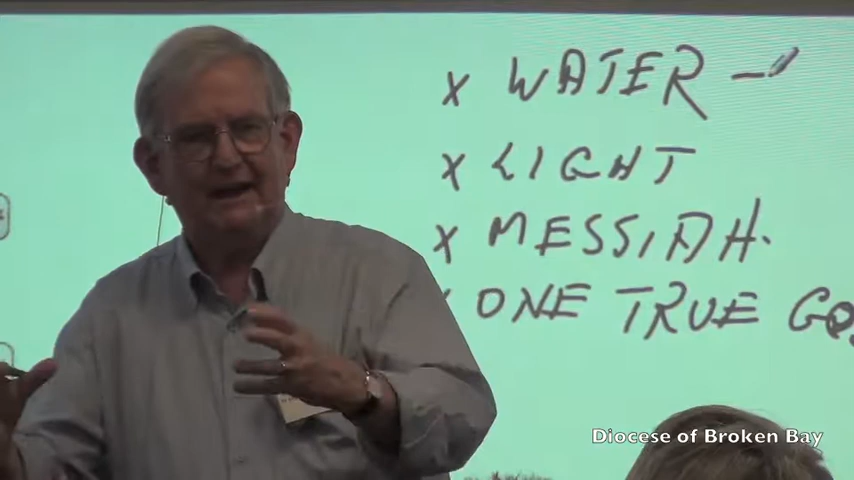 x WATER -
x LIGHT
x MESSIAH.
x ONE TRUE GO
Diocese of Broken Bay